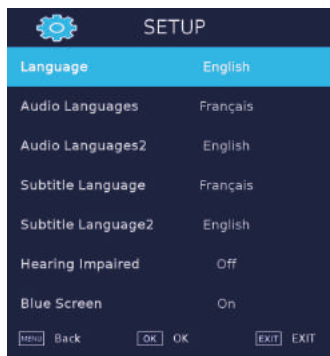 SETUP
Language English
Audio Languages Français
Audio Languages2 English
Subtitle Language Français
Subtitle Language2 English
Hearing Impaired Off
Blue Screen On
MENU Back OK OK EXIT EXIT